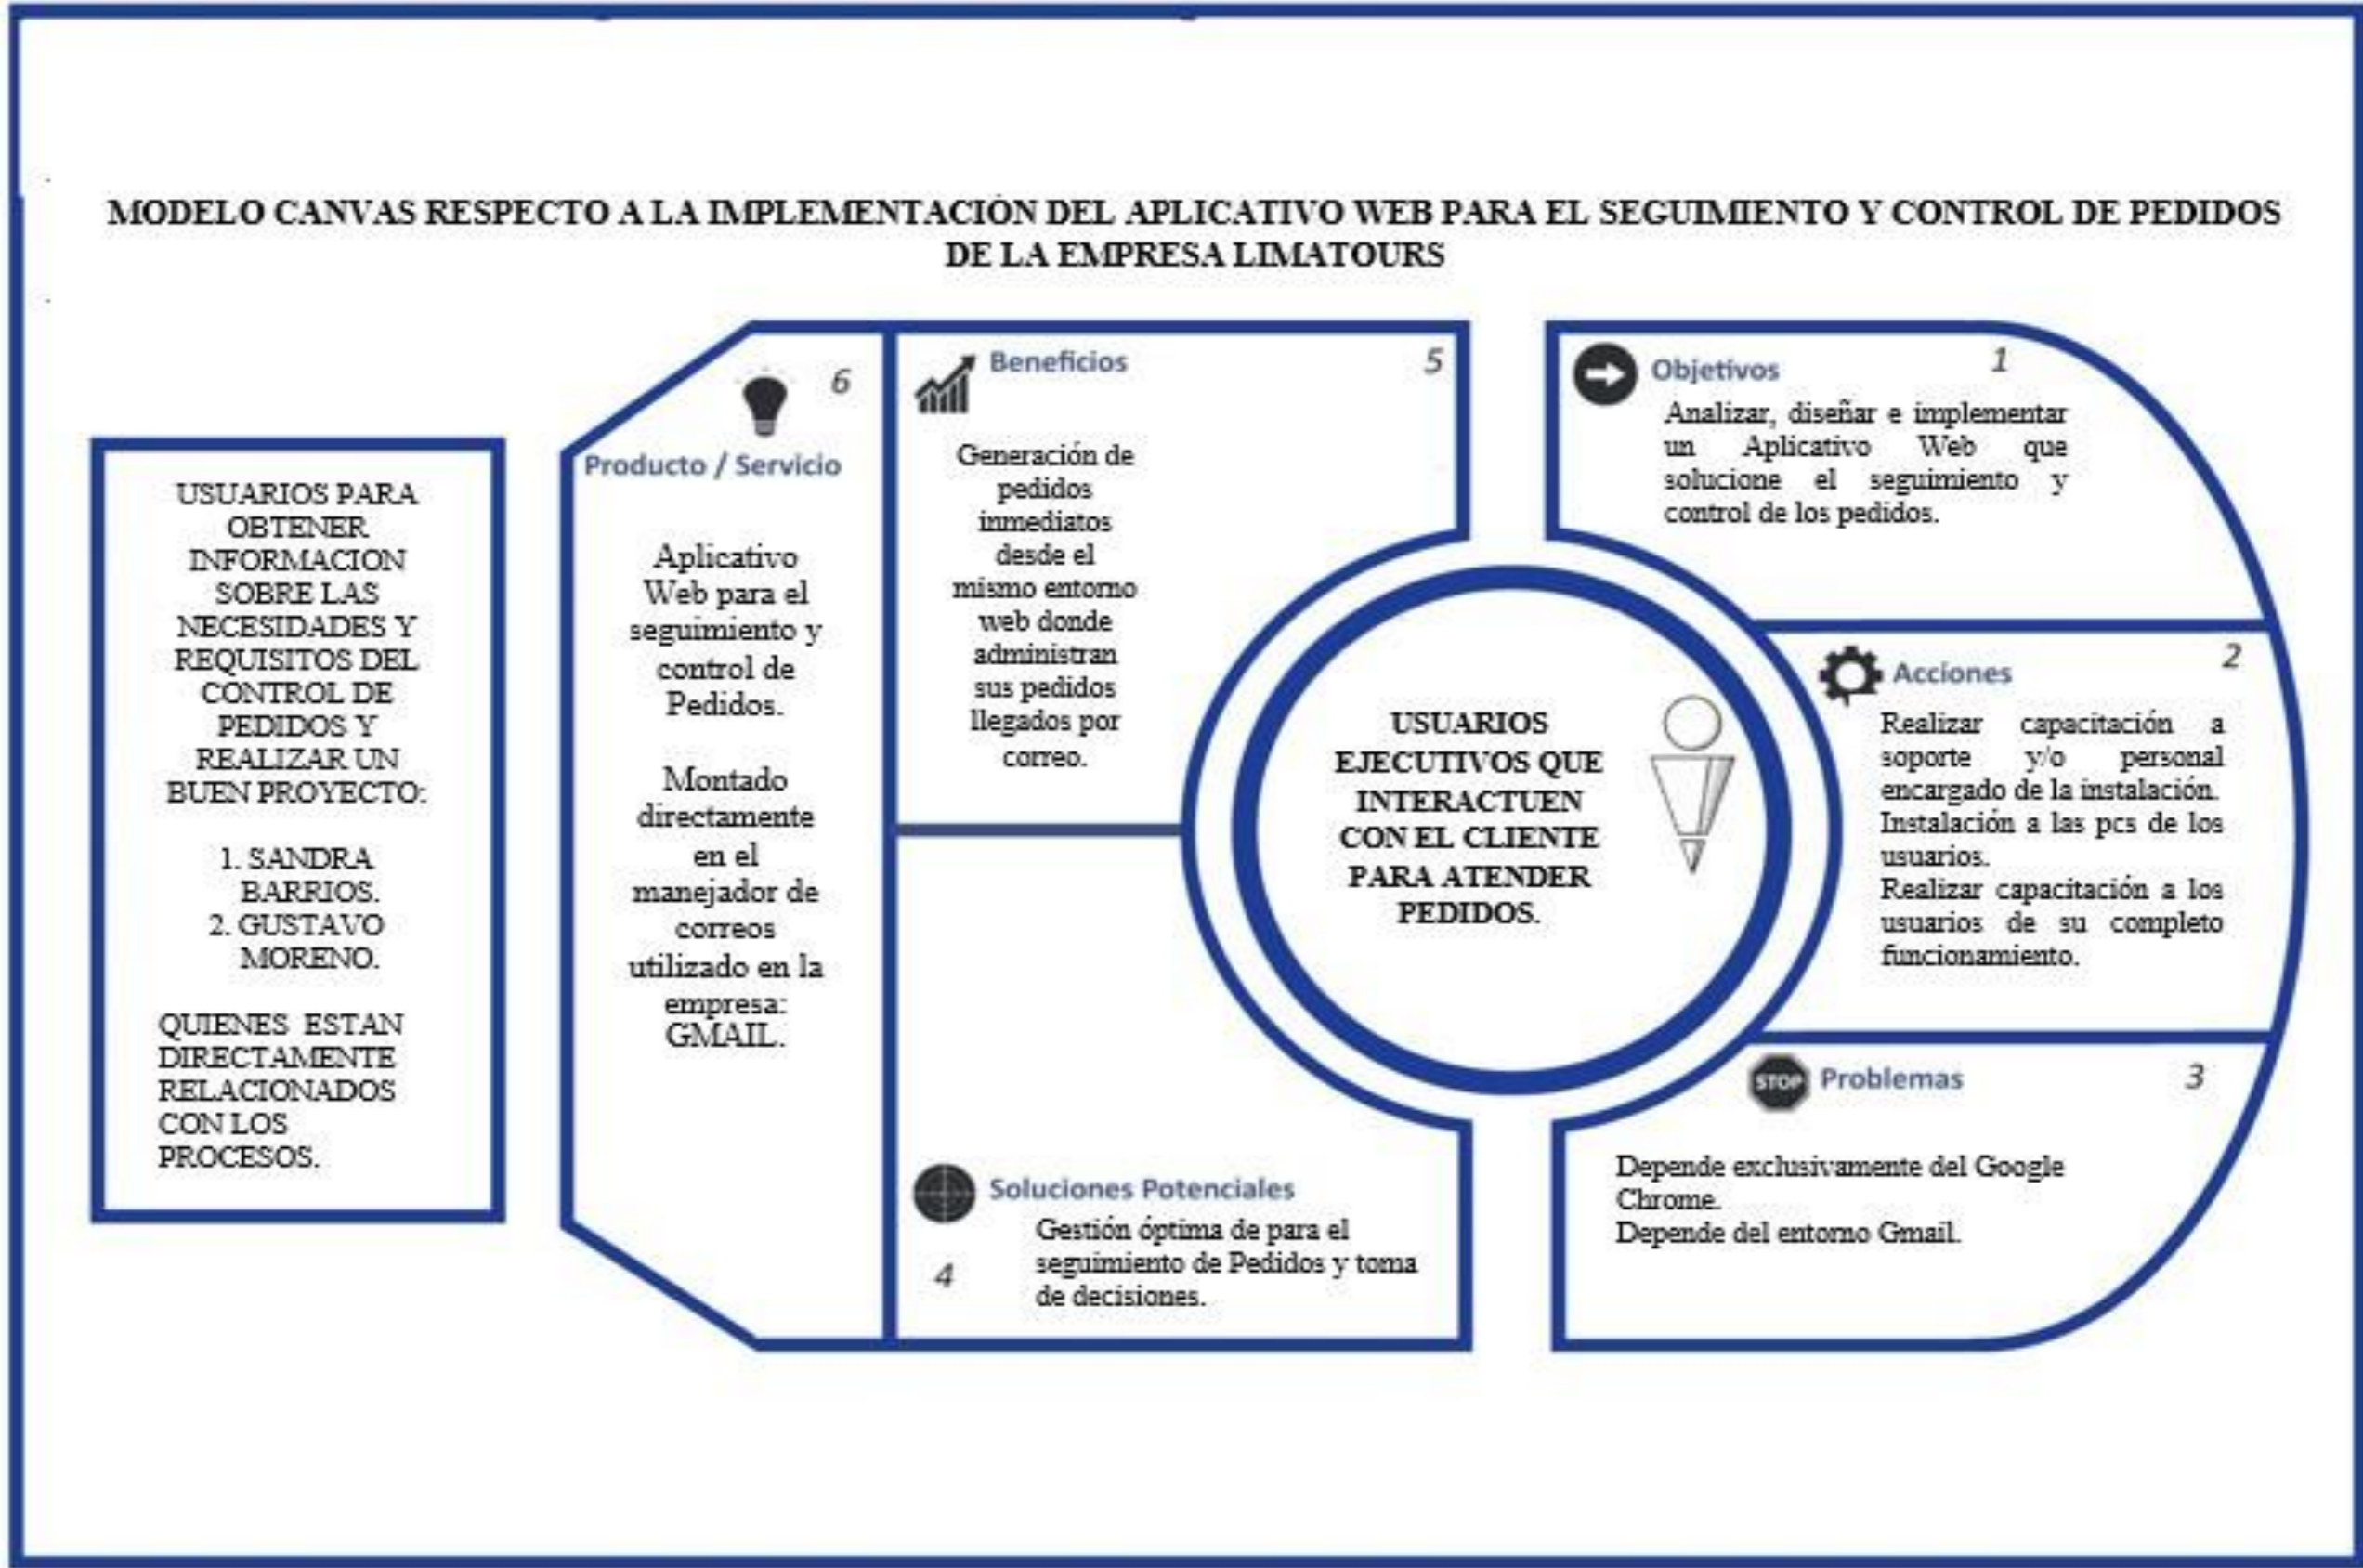 MODELO CANVAS RESPECTO A LA IMPLEMENTACIÓN DEL APLICATIVO WEB PARA EL SEGUIMIENTO Y CONTROL DE PEDIDOS
DE LA EMPRESA LIMATOURS
USUARIOS PARA
OBTENER
INFORMACION
SOBRE LAS
NECESIDADES Y
REQUISITOS DEL
CONTROL DE
PEDIDOS Y
REALIZAR UN
BUEN PROYECTO:
1. SANDRA
BARRIOS.
2. GUSTAVO
MORENO.
QUIENES ESTAN
DIRECTAMENTE
RELACIONADOS
CON LOS
PROCESOS.
6
Producto / Servicio
Aplicativo
Web para el
seguimiento y
control de
Pedidos.
Montado
directamente
en el
manejador de
correos
utilizado en la
empresa:
GMAIL.
Beneficios
5
Generación de
pedidos
inmediatos
desde el
mismo entorno
web donde
administran
sus pedidos
llegados por
correo.
Soluciones Potenciales
4
Gestión óptima de para el
seguimiento de Pedidos y toma
de decisiones.
USUARIOS
EJECUTIVOS QUE
INTERACTUEN
CON EL CLIENTE
PARA ATENDER
PEDIDOS.
Objetivos
1
Analizar, diseñar e implementar
un Aplicativo Web que
solucione el seguimiento y
control de los pedidos.
Acciones
2
Realizar capacitación a
soporte y/o personal
encargado de la instalación.
Instalación a las pcs de los
usuarios.
Realizar capacitación a los
usuarios de su completo
funcionamiento.
STOP
Problemas
3
Depende exclusivamente del Google
Chrome.
Depende del entorno Gmail.